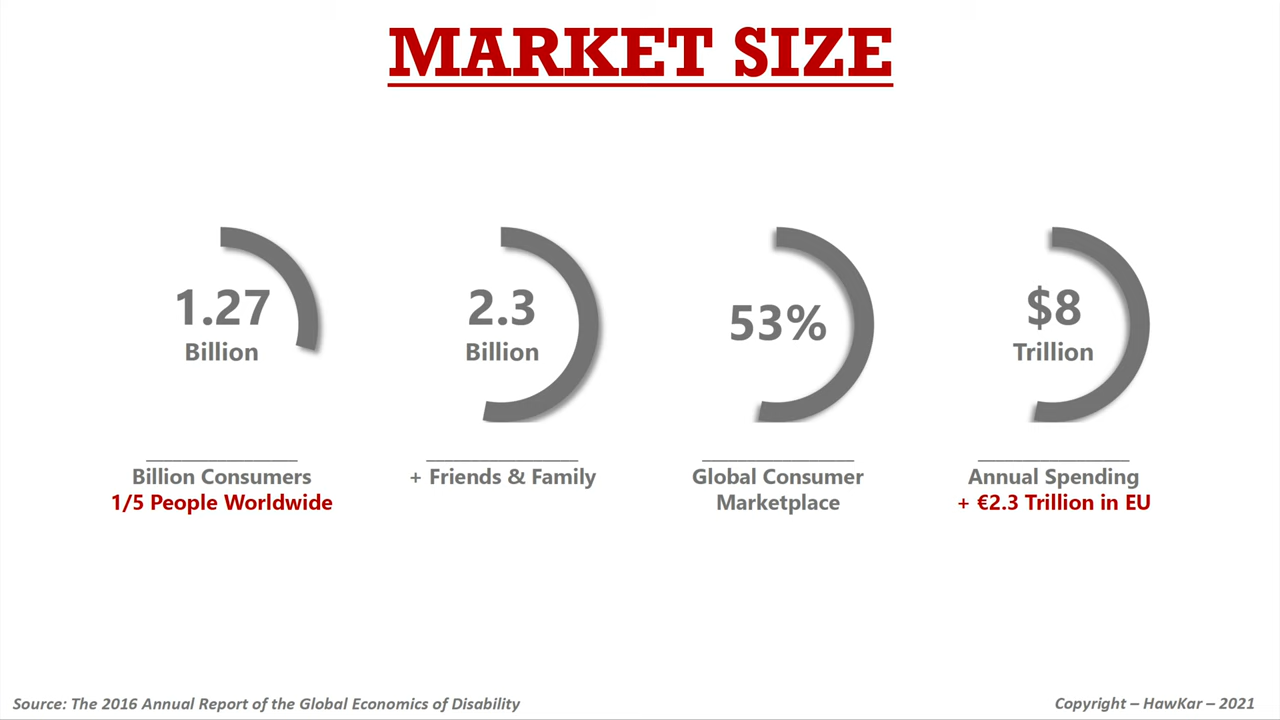 MARKET SIZE
1.27
Billion
2.3
Billion
53%
$8
Trillion
Billion Consumers
1/5 People Worldwide
+ Friends & Family
Global Consumer
Marketplace
Annual Spending
+ €2.3 Trillion in EU
Source: The 2016 Annual Report of the Global Economics of Disability
Copyright – HawKar – 2021